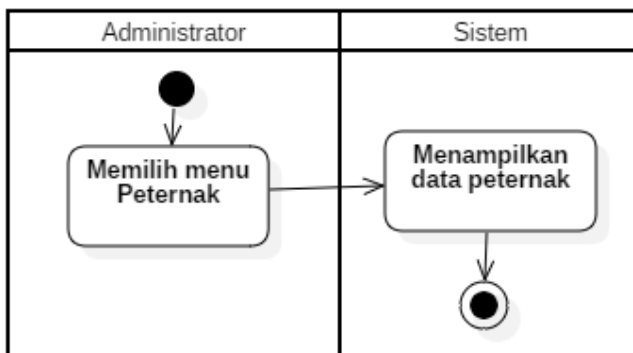 Administrator
Sistem
Memilih menu
Peternak
Menampilkan
data peternak